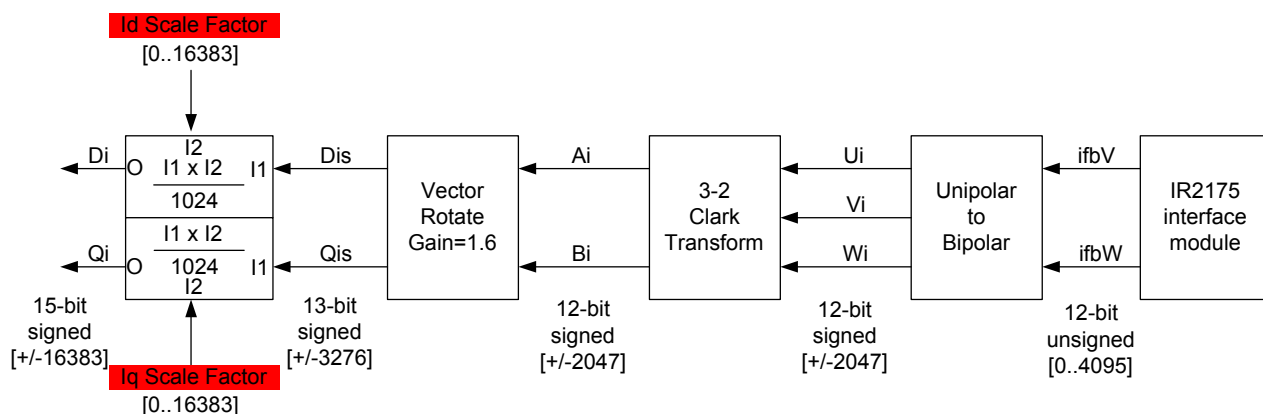 Id Scale Factor
[0..16383]
Di
O
I2
I1 x I2
1024
I1
Dis
Vector
Rotate
Gain=1.6
Ai
3-2
Clark
Transform
Ui
Vi
Wi
Unipolar
to
Bipolar
ifbV
IR2175
interface
module
Qi
O
I1 x I2
1024
I2
I1
Qis
Bi
ifbW
15-bit
signed
[+/-16383]
13-bit
signed
[+/-3276]
12-bit
signed
[+/-2047]
12-bit
signed
[+/-2047]
12-bit
unsigned
[0..4095]
Iq Scale Factor
[0..16383]